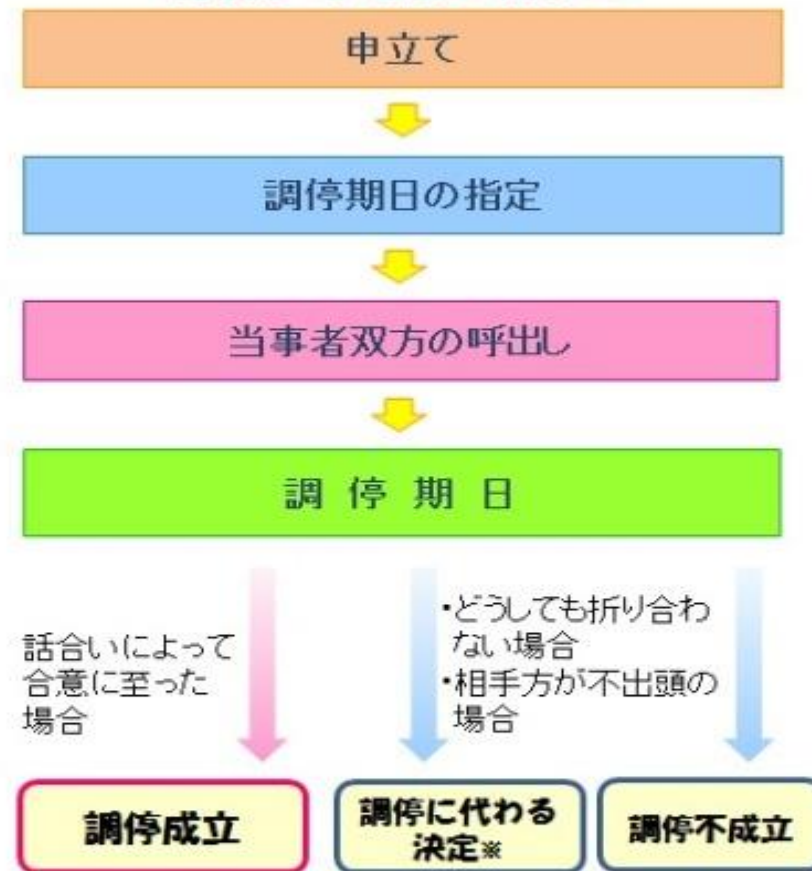 申立て
調停期日の指定
当事者双方の呼出し
調停期日
話合いによって
合意に至った
場合
・どうしても折り合わ
ない場合
・相手方が不出頭の
場合
調停成立
調停に代わる
決定※
調停不成立